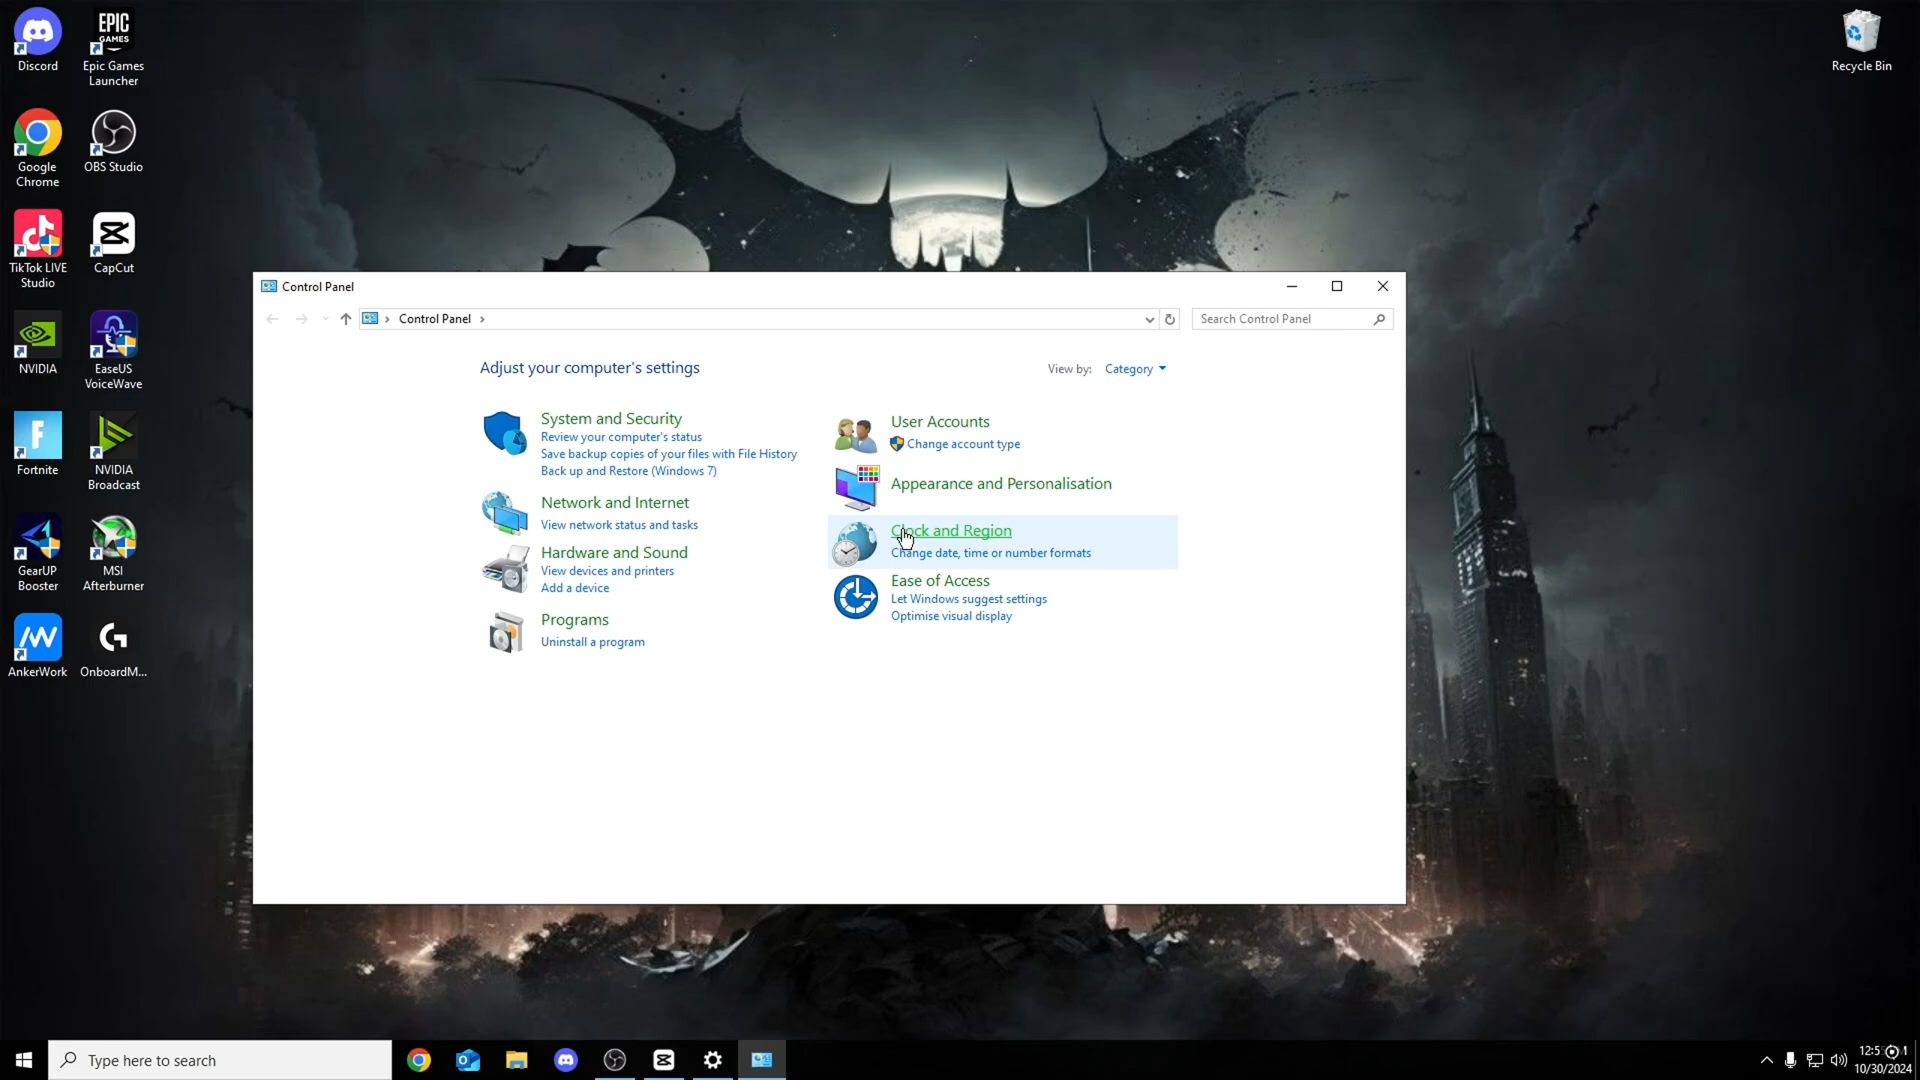 Discord
Epic Games
Launcher
EPIC
GAMES
Google
Chrome
OBS Studio
TikTok LIVE
Studio
CapCut
NVIDIA
EaseUS
VoiceWave
Fortnite
NVIDIA
Broadcast
GearUP
Booster
MSI
Afterburner
AnkerWork
OnboardM...
Recycle Bin
Control Panel
Control Panel
Search Control Panel
Adjust your computer's settings
View by: Category
System and Security
Review your computer's status
Save backup copies of your files with File History
Back up and Restore (Windows 7)
Network and Internet
View network status and tasks
Hardware and Sound
View devices and printers
Add a device
Programs
Uninstall a program
User Accounts
Change account type
Appearance and Personalisation
Clock and Region
Change date, time or number formats
Ease of Access
Let Windows suggest settings
Optimise visual display
Type here to search
10/30/2024